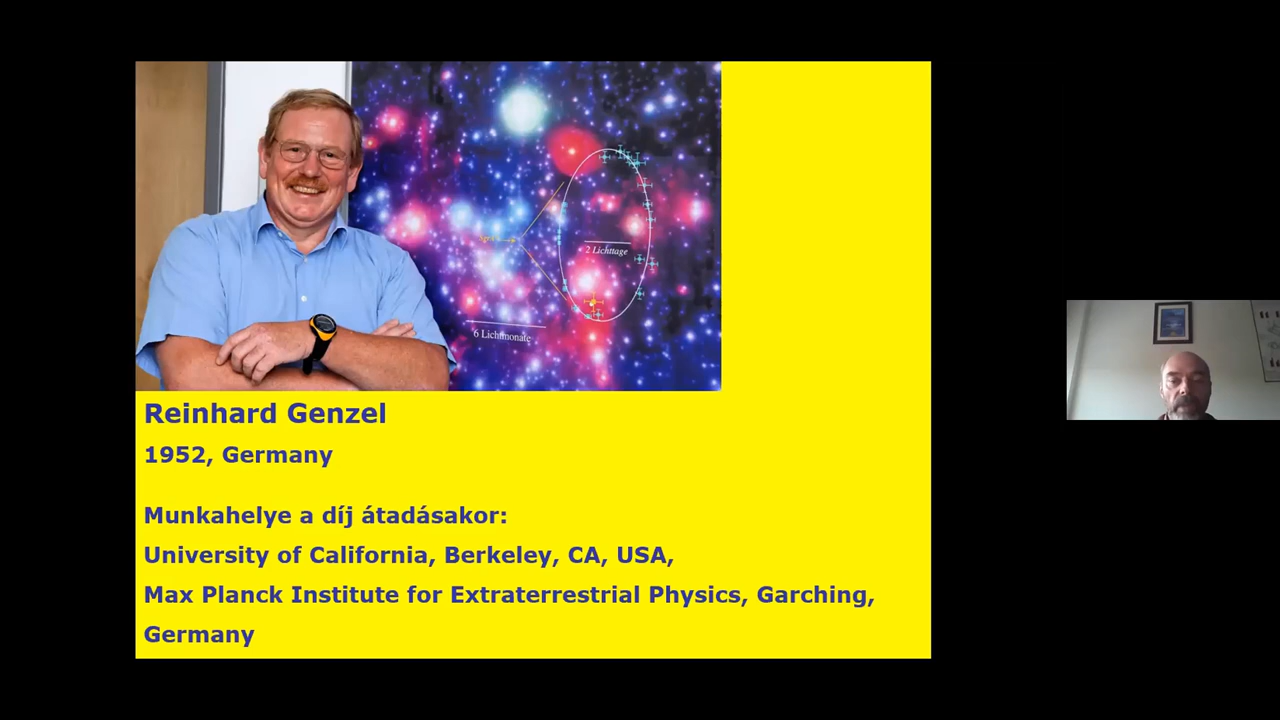 2 Lichttage
6 Lichtmonate
Reinhard Genzel
1952, Germany
Munkahelye a díj átadásakor:
University of California, Berkeley, CA, USA,
Max Planck Institute for Extraterrestrial Physics, Garching,
Germany